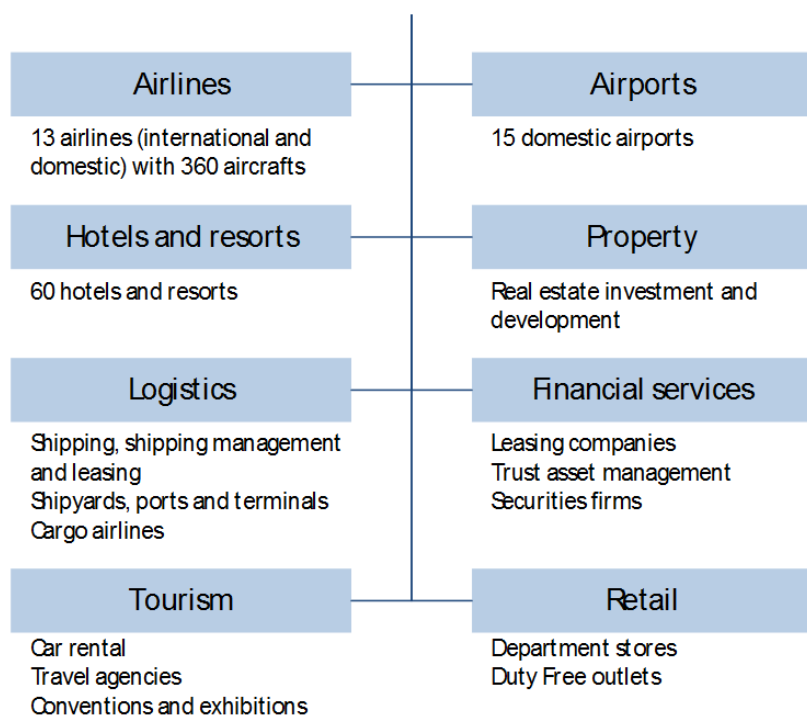 Airlines
13 airlines (international and
domestic) with 360 aircrafts
Airports
15 domestic airports
Hotels and resorts
60 hotels and resorts
Property
Real estate investment and
development
Logistics
Shipping, shipping management
and leasing
Shipyards, ports and terminals
Cargo airlines
Financial services
Leasing companies
Trust asset management
Securities firms
Tourism
Car rental
Travel agencies
Conventions and exhibitions
Retail
Department stores
Duty Free outlets